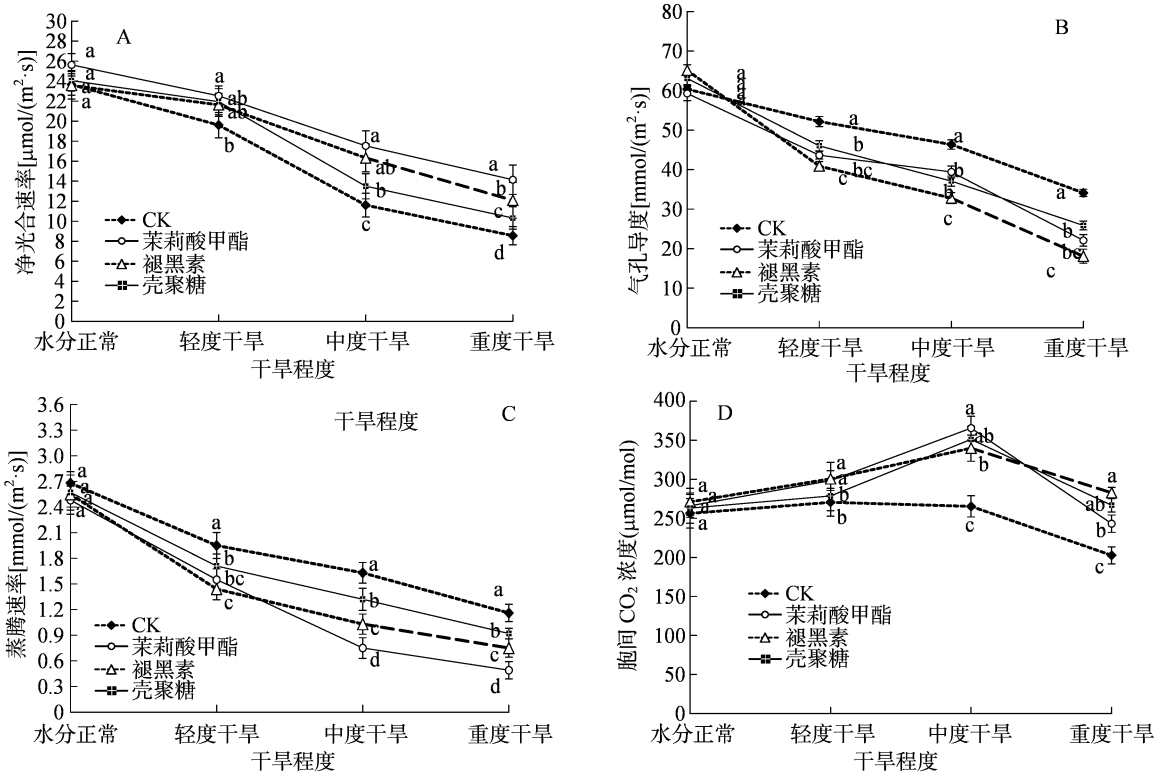 A
净光合速率[μmol/(m²·s)]
30
28
26
24
22
20
18
16
14
12
10
8
6
4
2
0
a
a
a
a
a
ab
ab
b
a
ab
b
c
a
b
c
d
CK
茉莉酸甲酯
褪黑素
壳聚糖
水分正常 轻度干旱 中度干旱 重度干旱
干旱程度
B
气孔导度[mmol/(m²·s)]
80
70
60
50
40
30
20
10
0
a
a
a
a
a
b
bc
c
a
b
b
c
a
b
bc
c
CK
茉莉酸甲酯
褪黑素
壳聚糖
水分正常 轻度干旱 中度干旱 重度干旱
干旱程度
C
干旱程度
蒸腾速率[mmol/(m²·s)]
3.6
3.3
3.0
2.7
2.4
2.1
1.8
1.5
1.2
0.9
0.6
0.3
0
a
a
a
a
a
b
bc
c
a
b
c
d
a
b
c
d
CK
茉莉酸甲酯
褪黑素
壳聚糖
水分正常 轻度干旱 中度干旱 重度干旱
干旱程度
D
胞间 CO₂ 浓度(μmol/mol)
400
350
300
250
200
150
100
50
0
a
a
a
a
a
a
b
b
a
ab
b
c
a
ab
b
c
CK
茉莉酸甲酯
褪黑素
壳聚糖
水分正常 轻度干旱 中度干旱 重度干旱
干旱程度